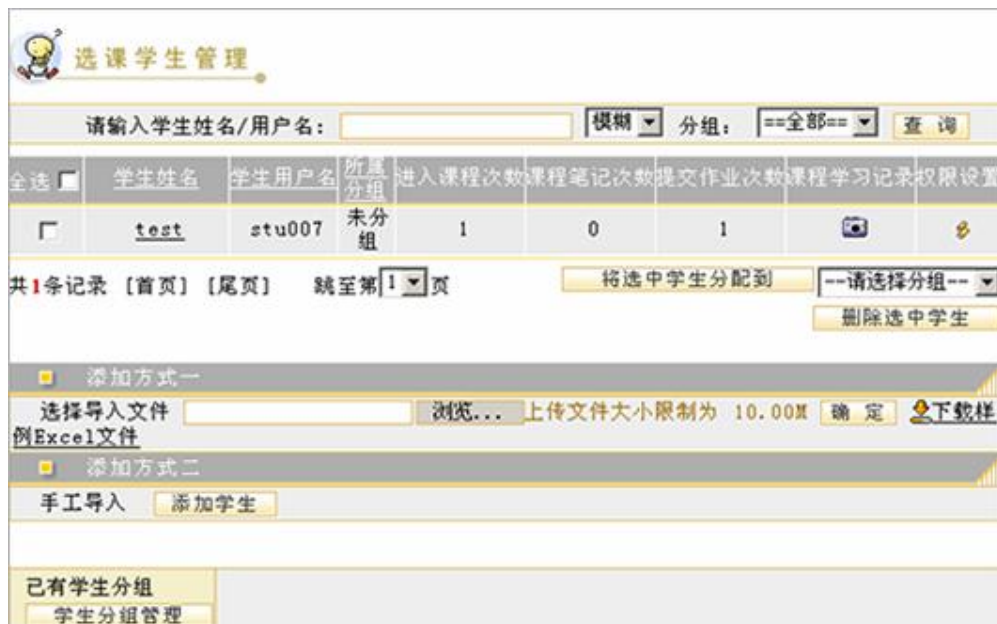 选课学生管理
请输入学生姓名/用户名: 模糊 分组: ==全部== 查 询
全选 学生姓名 学生用户名 所属分组 进入课程次数 课程笔记次数 提交作业次数 课程学习记录 权限设置
test stu007 未分组 1 0 1
共1条记录 [首页] [尾页] 跳至第 1 页 将选中学生分配到 --请选择分组--
删除选中学生
添加方式一
选择导入文件 浏览... 上传文件大小限制为 10.00M 确 定 下载样
例Excel文件
添加方式二
手工导入 添加学生
已有学生分组
学生分组管理